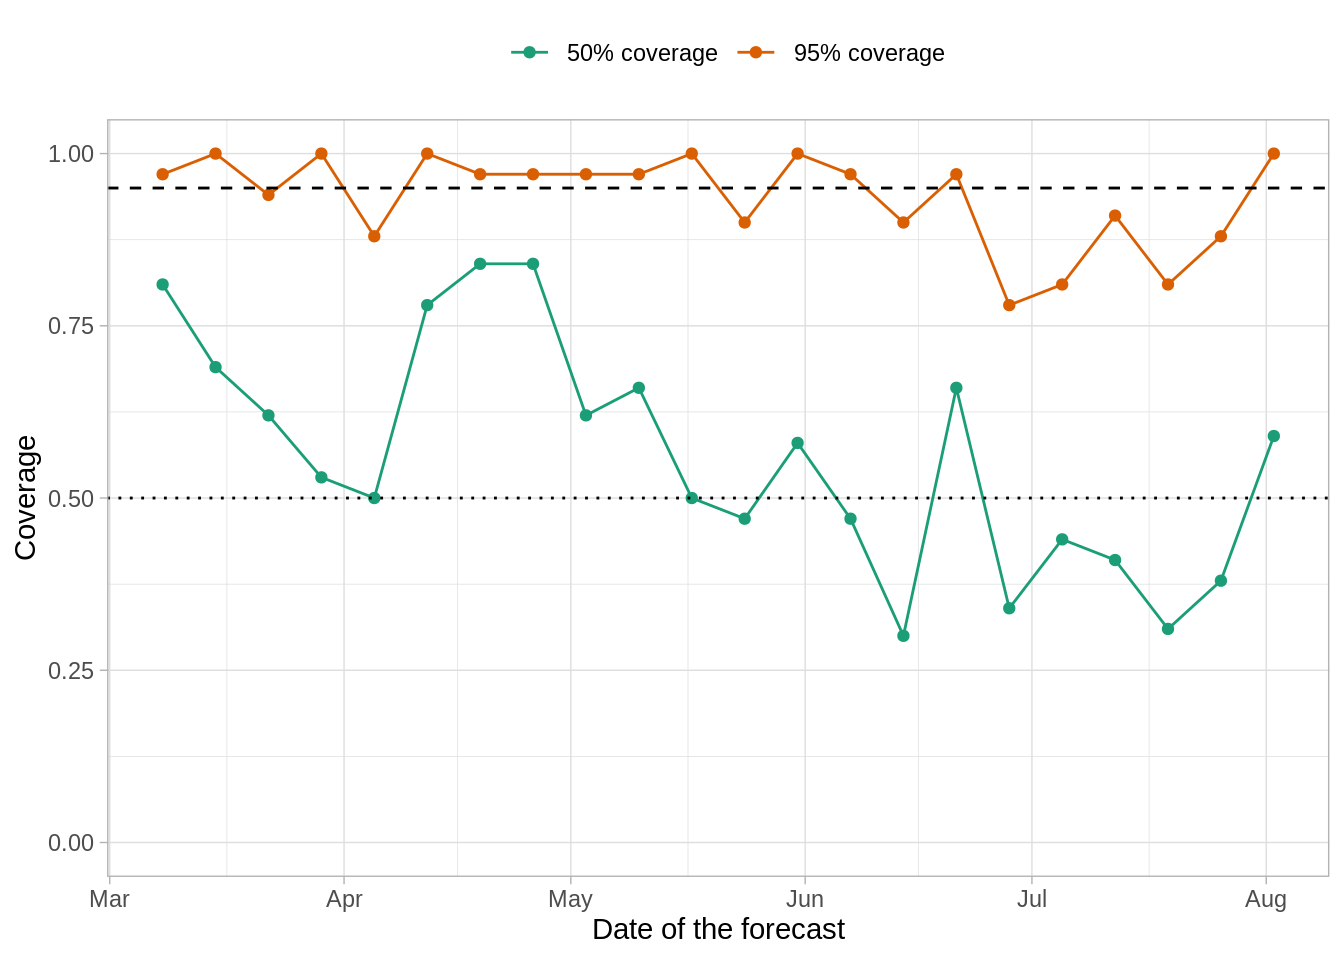 50% coverage 95% coverage
1.00
0.75
0.50
0.25
0.00
Coverage
Mar Apr May Jun Jul Aug
Date of the forecast